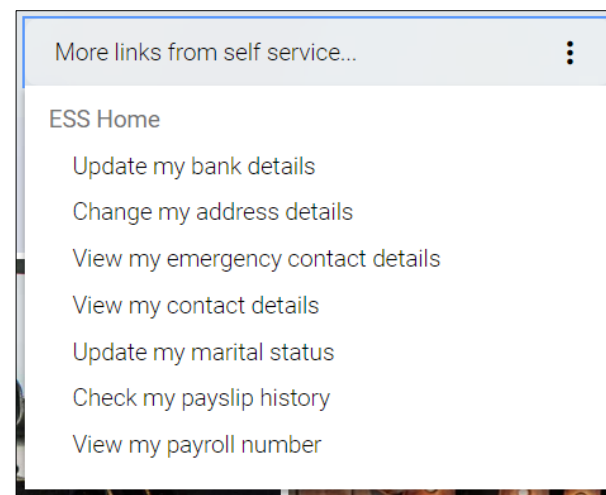 More links from self service...
ESS Home
Update my bank details
Change my address details
View my emergency contact details
View my contact details
Update my marital status
Check my payslip history
View my payroll number